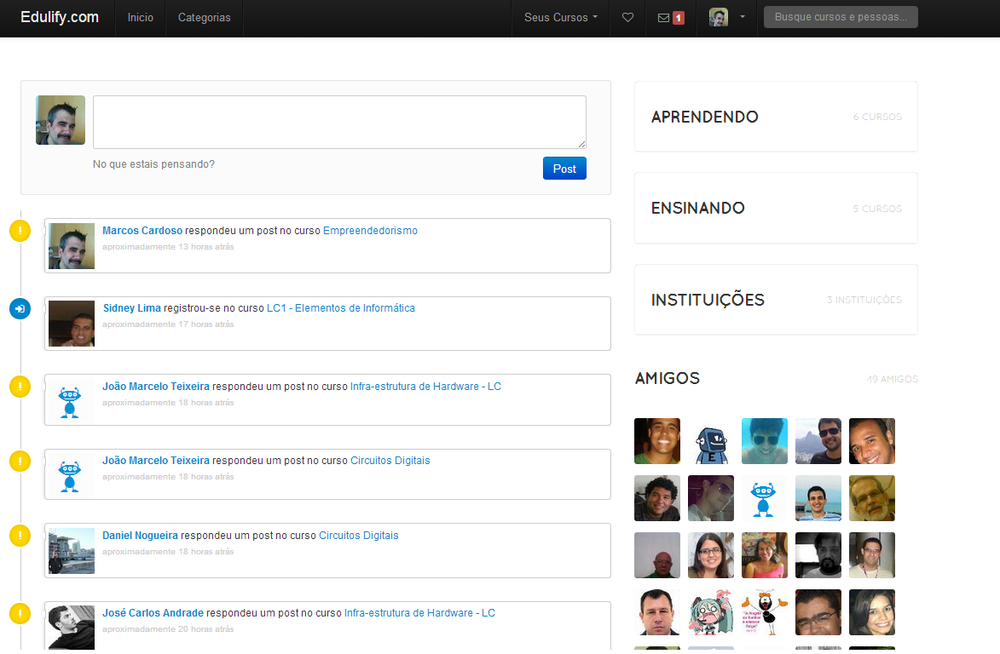 Edulify.com
Inicio
Categorias
Seus Cursos
1
Busque cursos e pessoas...
No que estais pensando?
Post
Marcos Cardoso respondeu um post no curso Empreendedorismo
aproximadamente 13 horas atrás
Sidney Lima registrou-se no curso LC1 - Elementos de Informática
aproximadamente 17 horas atrás
João Marcelo Teixeira respondeu um post no curso Infra-estrutura de Hardware - LC
aproximadamente 18 horas atrás
João Marcelo Teixeira respondeu um post no curso Circuitos Digitais
aproximadamente 18 horas atrás
Daniel Nogueira respondeu um post no curso Circuitos Digitais
aproximadamente 18 horas atrás
José Carlos Andrade respondeu um post no curso Infra-estrutura de Hardware - LC
aproximadamente 20 horas atrás
APRENDENDO
6 CURSOS
ENSINANDO
5 CURSOS
INSTITUIÇÕES
3 INSTITUIÇÕES
AMIGOS
49 AMIGOS
E